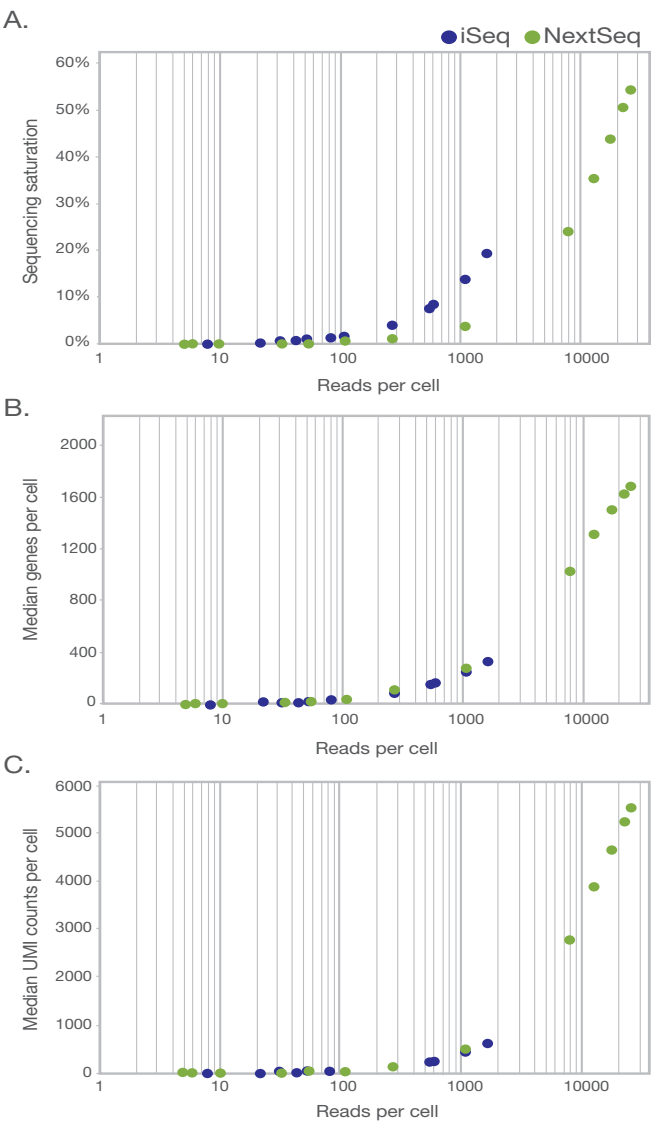 A.
iSeq NextSeq
60%
50%
40%
30%
20%
10%
0%
Sequencing saturation
1 10 100 1000 10000
Reads per cell
B.
2000
1600
1200
800
400
0
Median genes per cell
1 10 100 1000 10000
Reads per cell
C.
6000
5000
4000
3000
2000
1000
0
Median UMI counts per cell
1 10 100 1000 10000
Reads per cell